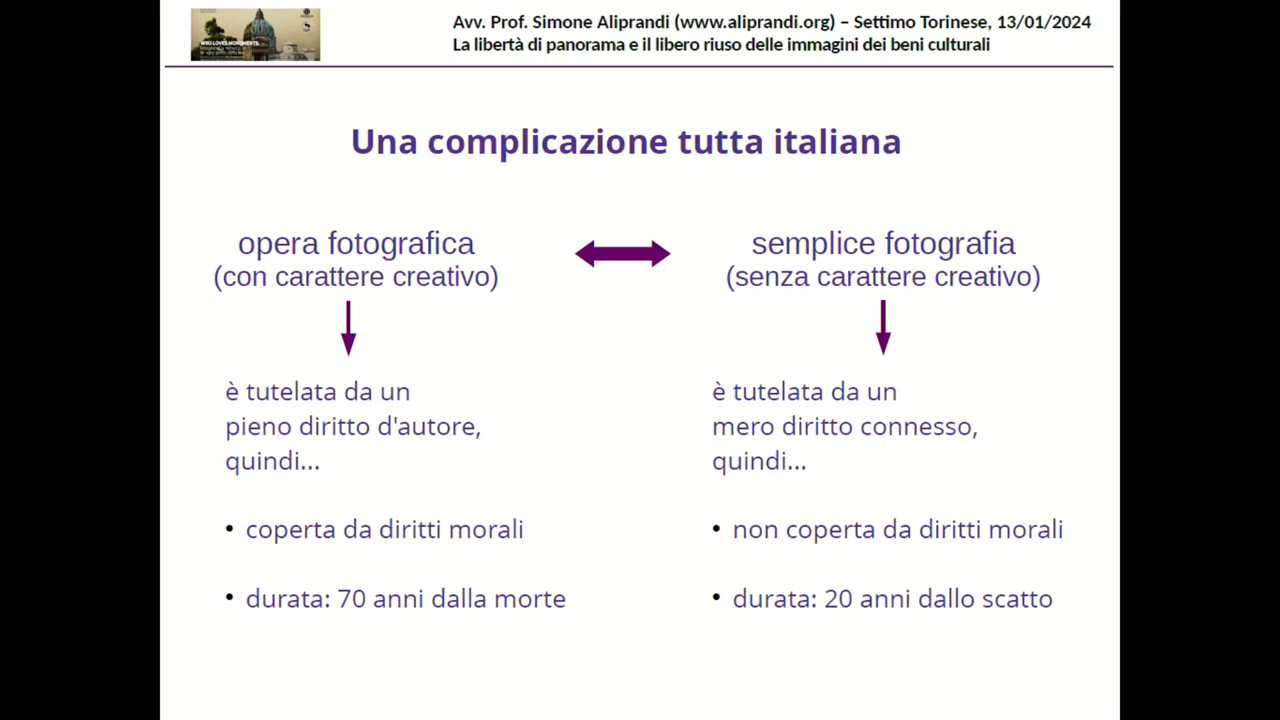 WIKI LOVES MONUMENTS:
Avv. Prof. Simone Aliprandi (www.aliprandi.org) – Settimo Torinese, 13/01/2024
La libertà di panorama e il libero riuso delle immagini dei beni culturali
Una complicazione tutta italiana
opera fotografica
(con carattere creativo)
è tutelata da un
pieno diritto d'autore,
quindi...
• coperta da diritti morali
• durata: 70 anni dalla morte
semplice fotografia
(senza carattere creativo)
è tutelata da un
mero diritto connesso,
quindi...
• non coperta da diritti morali
• durata: 20 anni dallo scatto